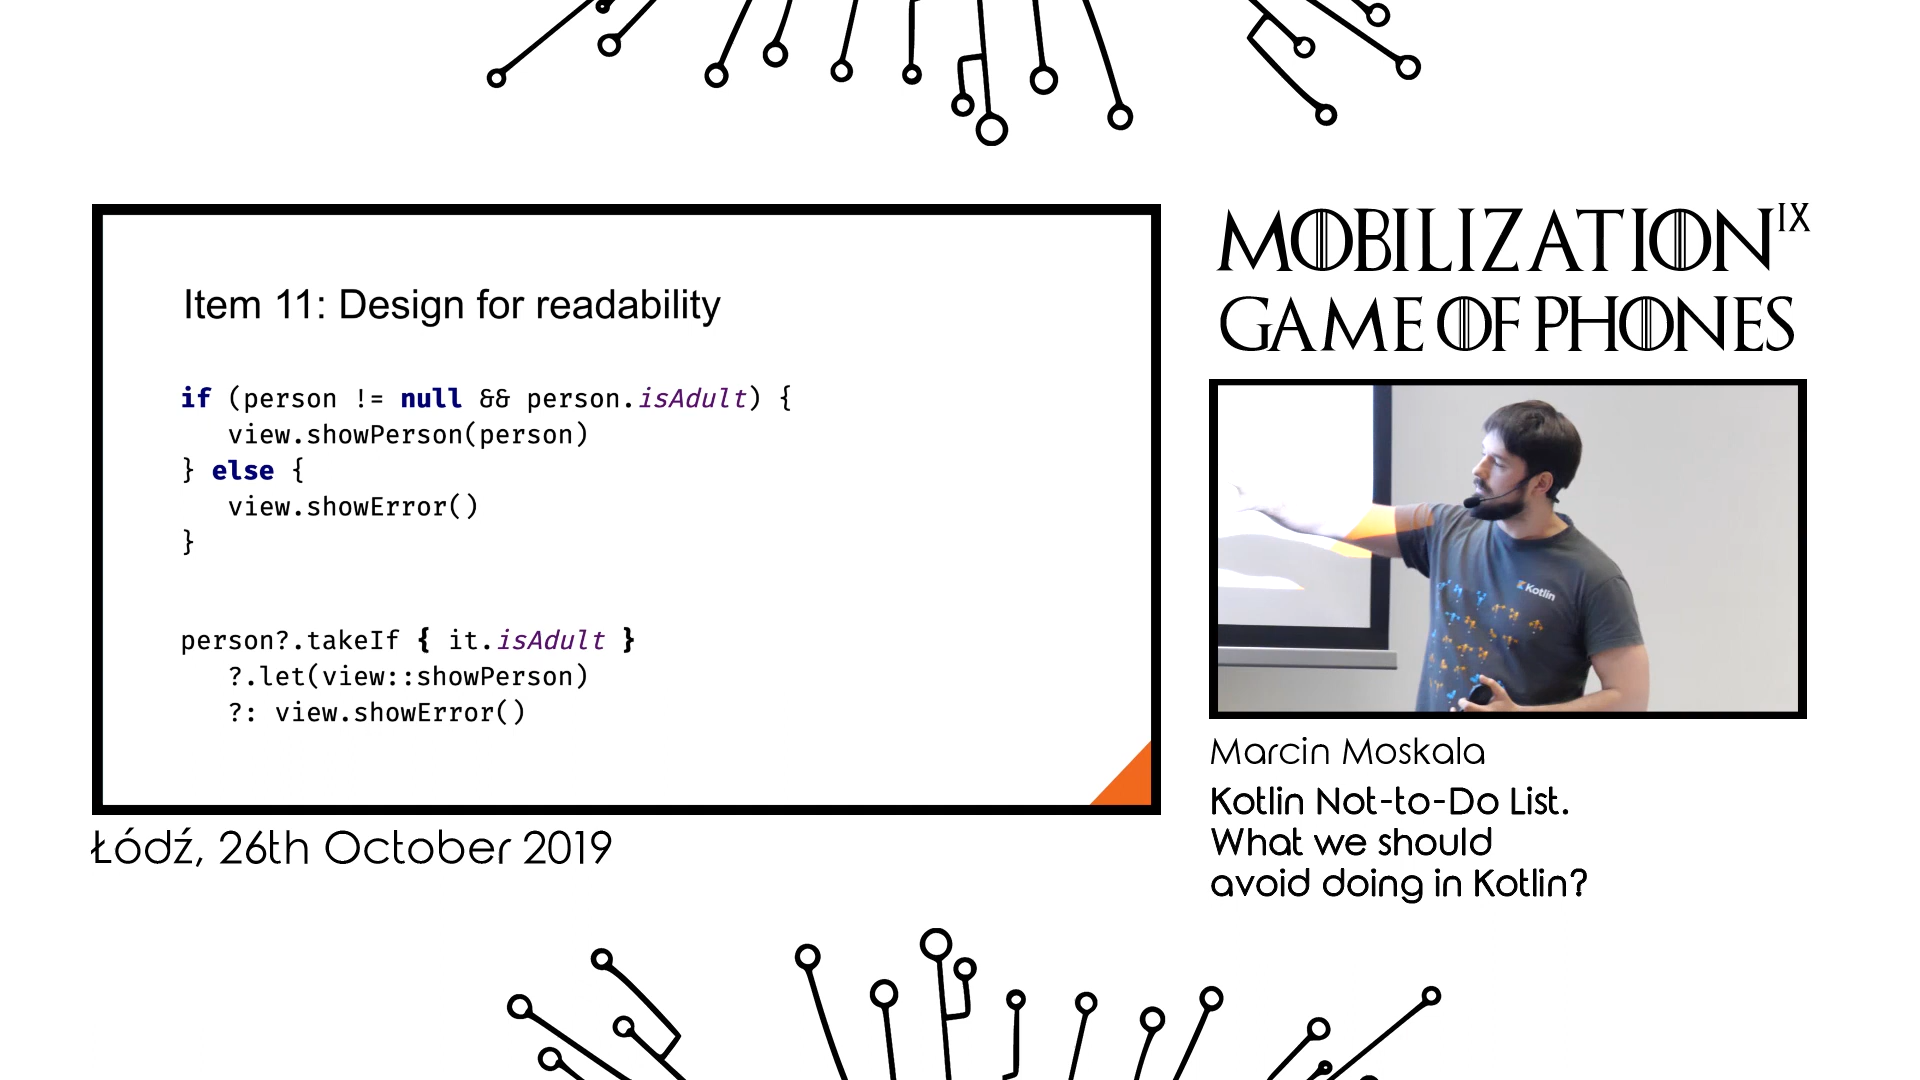 Item 11: Design for readability
if (person != null && person.isAdult) {
   view.showPerson(person)
} else {
   view.showError()
}
person?.takeIf { it.isAdult }
   ?.let(view::showPerson)
   ?: view.showError()
Łódź, 26th October 2019
MOBILIZATION IX
GAME OF PHONES
Kotlin
Marcin Moskala
Kotlin Not-to-Do List.
What we should
avoid doing in Kotlin?